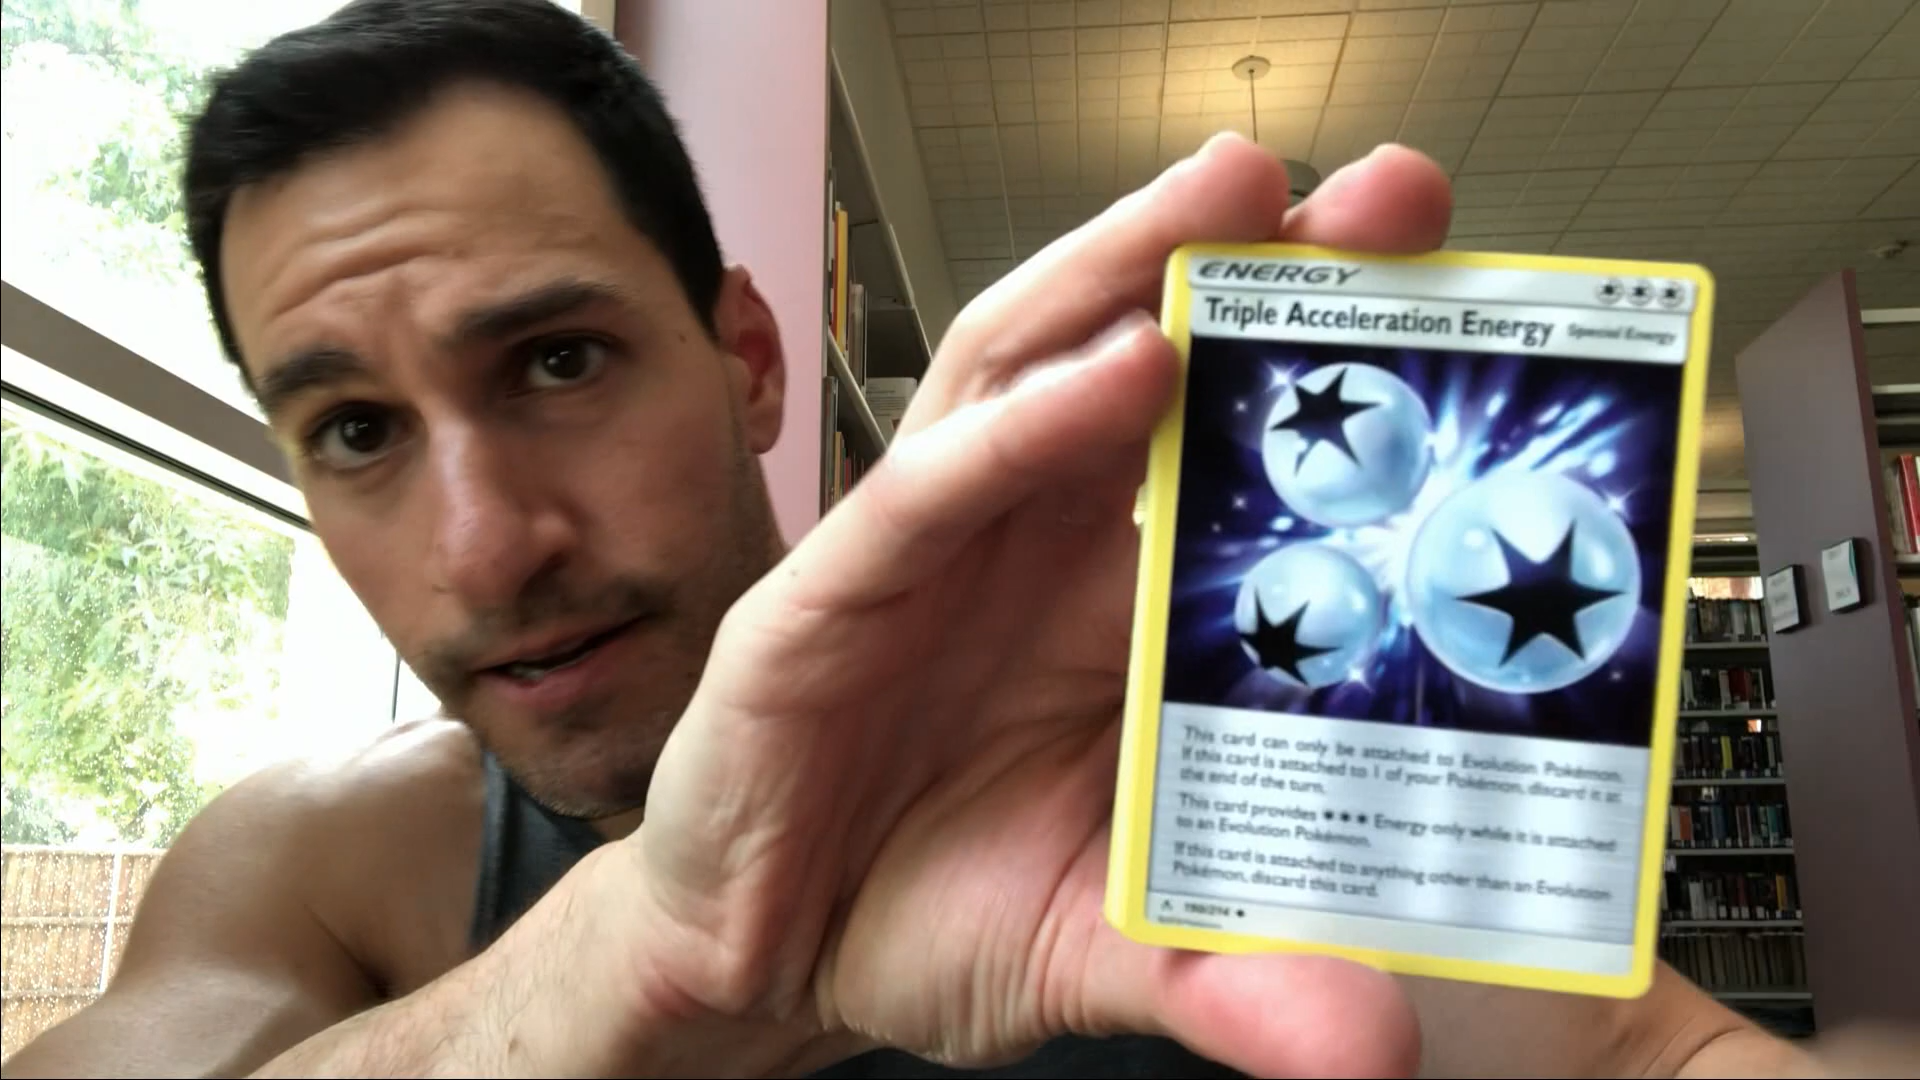 ENERGY
Triple Acceleration Energy Special Energy
This card can only be attached to Evolution Pokémon.
If this card is attached to 1 of your Pokémon, discard it at
the end of the turn.
This card provides Energy only while it is attached
to an Evolution Pokémon.
If this card is attached to anything other than an Evolution
Pokémon, discard this card.
190/214